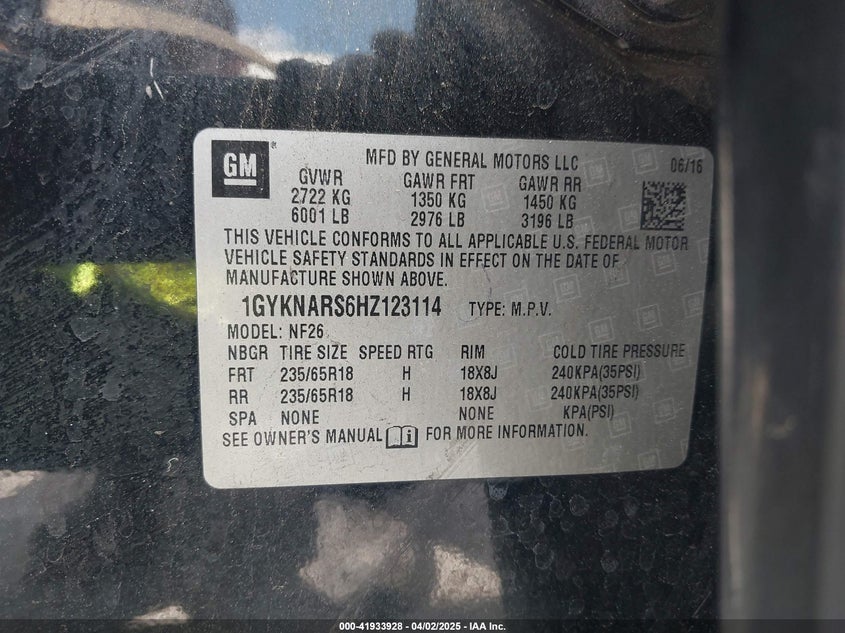 GM
MFD BY GENERAL MOTORS LLC 06/16
GVWR GAWR FRT GAWR RR
2722 KG 1350 KG 1450 KG
6001 LB 2976 LB 3196 LB
THIS VEHICLE CONFORMS TO ALL APPLICABLE U.S. FEDERAL MOTOR
VEHICLE SAFETY STANDARDS IN EFFECT ON THE DATE OF
MANUFACTURE SHOWN ABOVE.
1GYKNARS6HZ123114 TYPE: M.P.V.
MODEL: NF26
NBGR TIRE SIZE SPEED RTG RIM COLD TIRE PRESSURE
FRT 235/65R18 H 18X8J 240KPA(35PSI)
RR 235/65R18 H 18X8J 240KPA(35PSI)
SPA NONE NONE KPA(PSI)
SEE OWNER'S MANUAL FOR MORE INFORMATION.
000-41933928 - 04/02/2025 - IAA Inc.